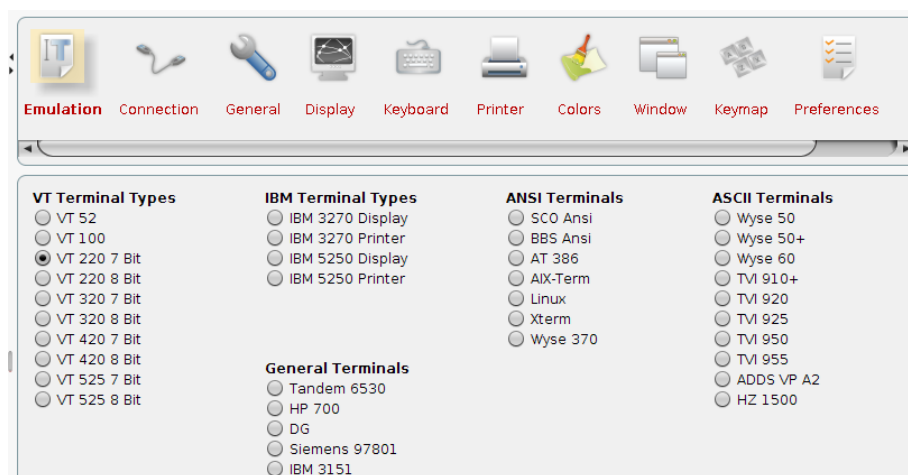 IT
Emulation Connection General Display Keyboard Printer Colors Window Keymap Preferences
VT Terminal Types
VT 52
VT 100
VT 220 7 Bit
VT 220 8 Bit
VT 320 7 Bit
VT 320 8 Bit
VT 420 7 Bit
VT 420 8 Bit
VT 525 7 Bit
VT 525 8 Bit
IBM Terminal Types
IBM 3270 Display
IBM 3270 Printer
IBM 5250 Display
IBM 5250 Printer
General Terminals
Tandem 6530
HP 700
DG
Siemens 97801
IBM 3151
ANSI Terminals
SCO Ansi
BBS Ansi
AT 386
AIX-Term
Linux
Xterm
Wyse 370
ASCII Terminals
Wyse 50
Wyse 50+
Wyse 60
TVI 910+
TVI 920
TVI 925
TVI 950
TVI 955
ADDS VP A2
HZ 1500